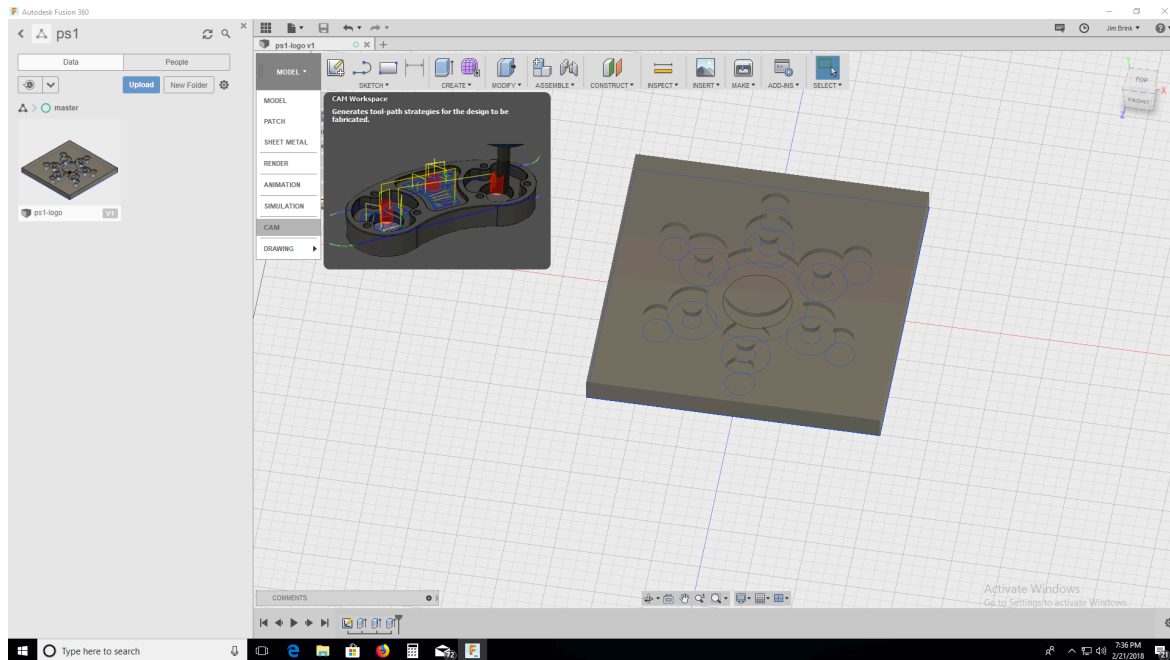 Autodesk Fusion 360
ps1
Jim Brink
Data
People
ps1-logo v1
Upload
New Folder
master
ps1-logo
V1
MODEL
SKETCH
CREATE
MODIFY
ASSEMBLE
CONSTRUCT
INSPECT
INSERT
MAKE
ADD-INS
SELECT
MODEL
PATCH
SHEET METAL
RENDER
ANIMATION
SIMULATION
CAM
DRAWING
CAM Workspace
Generates tool-path strategies for the design to be
fabricated.
TOP
RIGHT
X
Y
Z
COMMENTS
Activate Windows
Go to Settings to activate Windows.
Type here to search
72
7:36 PM
2/21/2018
21